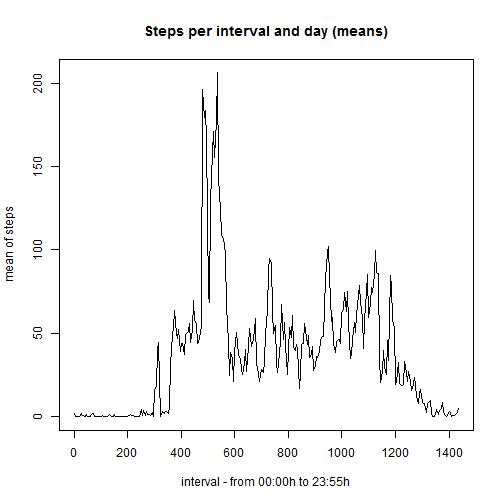 Steps per interval and day (means)
mean of steps
200
150
100
50
0
0 200 400 600 800 1000 1200 1400
interval - from 00:00h to 23:55h